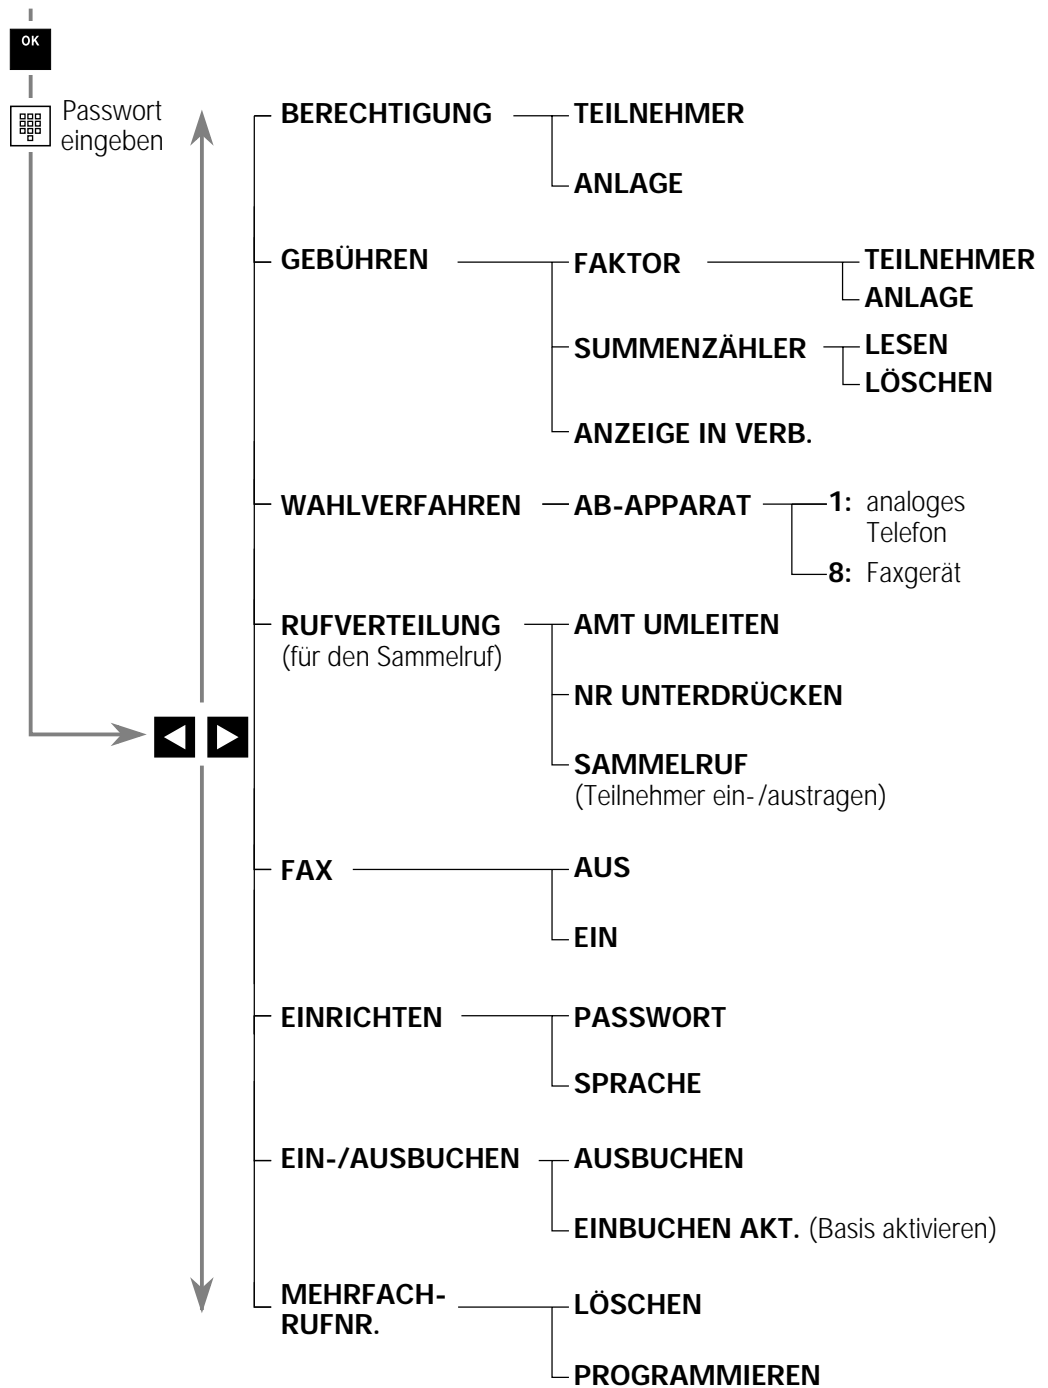 OK
Passwort
eingeben
BERECHTIGUNG
TEILNEHMER
ANLAGE
GEBÜHREN
FAKTOR
TEILNEHMER
ANLAGE
SUMMENZÄHLER
LESEN
LÖSCHEN
ANZEIGE IN VERB.
WAHLVERFAHREN
AB-APPARAT
1: analoges
Telefon
8: Faxgerät
RUFVERTEILUNG
(für den Sammelruf)
AMT UMLEITEN
NR UNTERDRÜCKEN
SAMMELRUF
(Teilnehmer ein-/austragen)
FAX
AUS
EIN
EINRICHTEN
PASSWORT
SPRACHE
EIN-/AUSBUCHEN
AUSBUCHEN
EINBUCHEN AKT. (Basis aktivieren)
MEHRFACH-
RUFNR.
LÖSCHEN
PROGRAMMIEREN